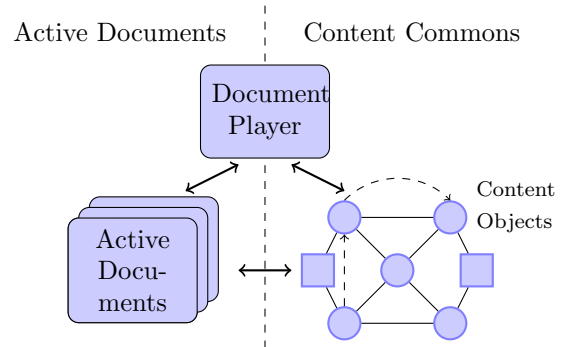 Active Documents
Content Commons
Document
Player
Content
Objects
Active
Docu-
ments